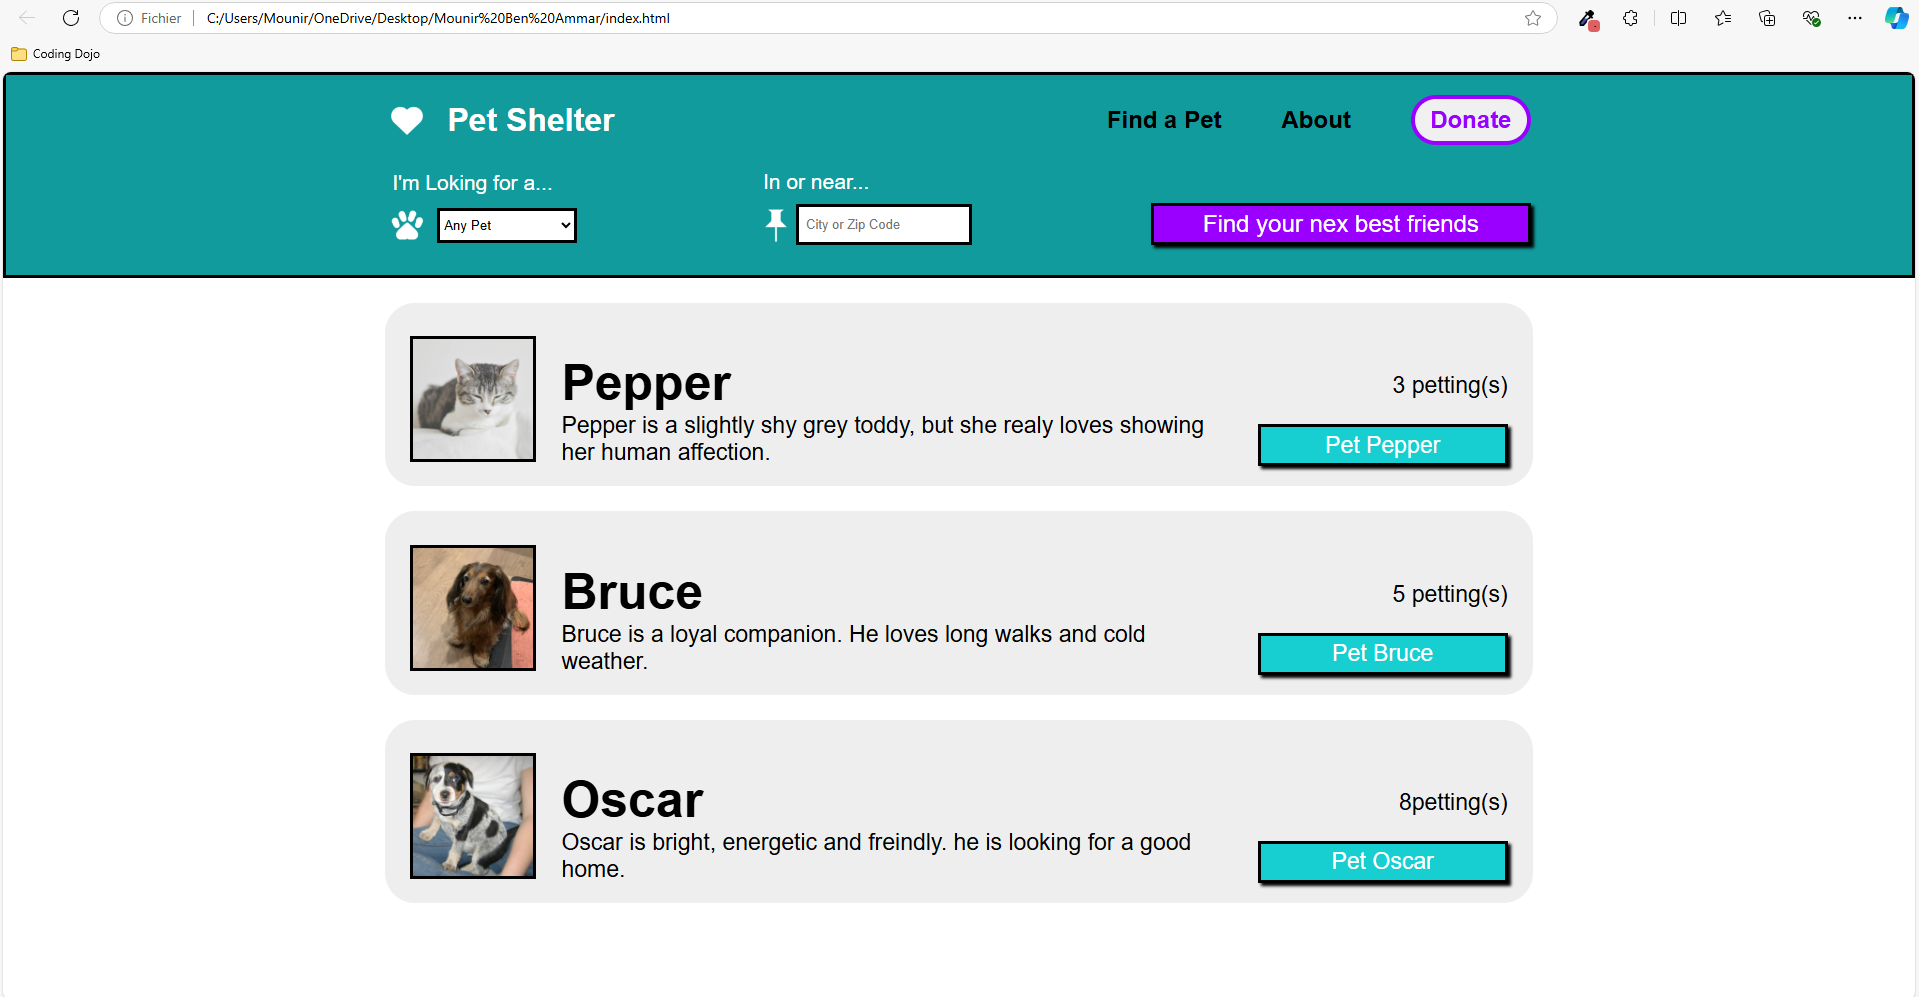 Fichier C:/Users/Mounir/OneDrive/Desktop/Mounir%20Ben%20Ammar/index.html
Coding Dojo
Pet Shelter
Find a Pet
About
Donate
I'm Loking for a...
In or near...
Any Pet
City or Zip Code
Find your nex best friends
Pepper
3 petting(s)
Pepper is a slightly shy grey toddy, but she realy loves showing
her human affection.
Pet Pepper
Bruce
5 petting(s)
Bruce is a loyal companion. He loves long walks and cold
weather.
Pet Bruce
Oscar
8petting(s)
Oscar is bright, energetic and freindly. he is looking for a good
home.
Pet Oscar